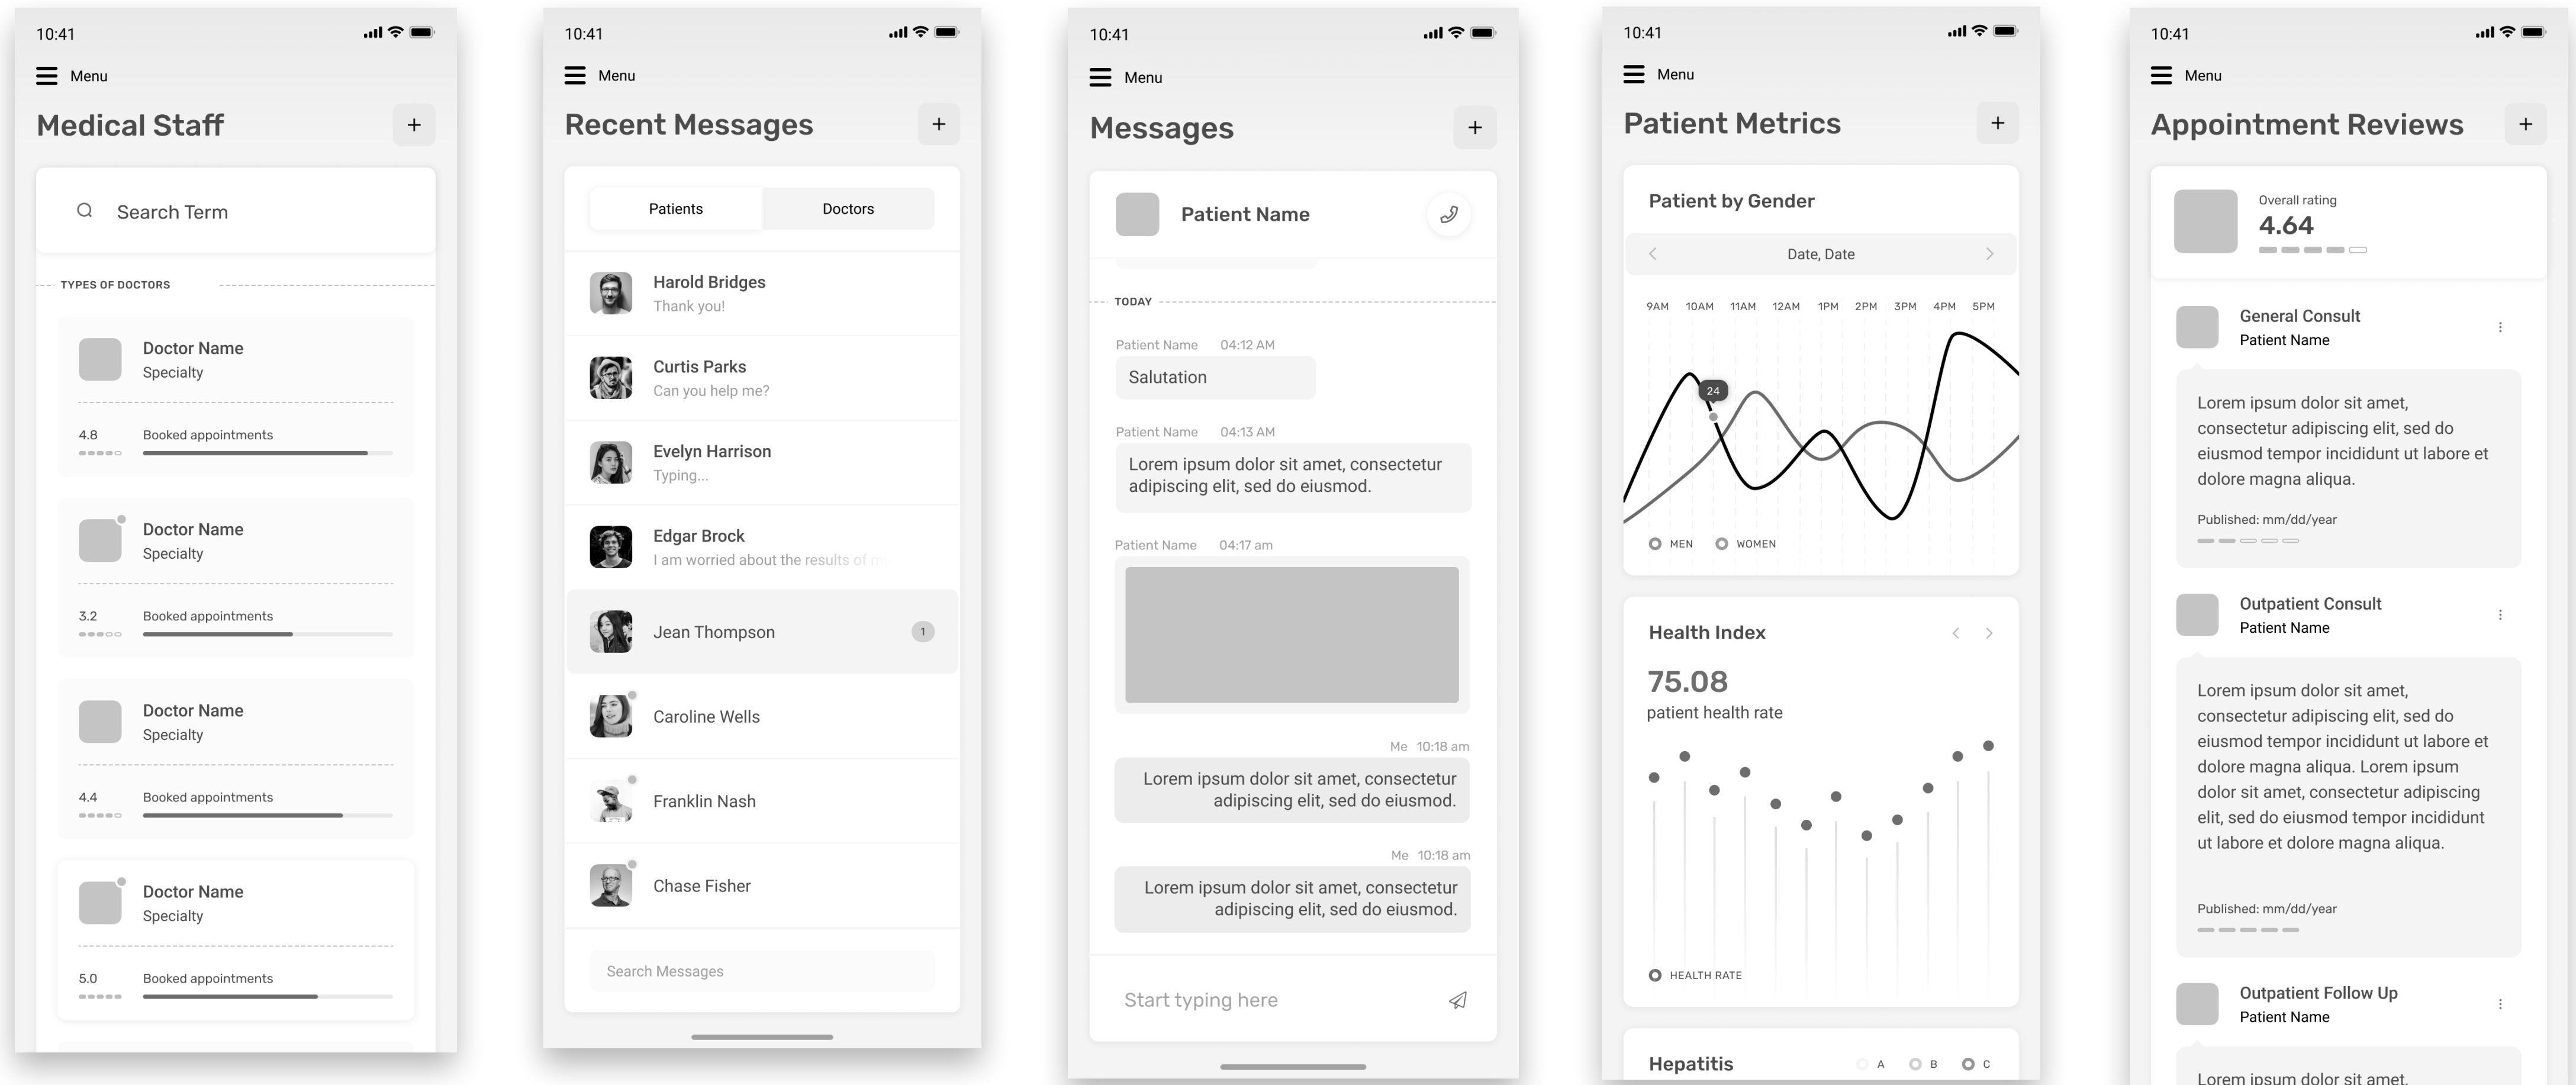 10:41
Menu
Medical Staff
+
Search Term
TYPES OF DOCTORS
Doctor Name
Specialty
4.8 Booked appointments
Doctor Name
Specialty
3.2 Booked appointments
Doctor Name
Specialty
4.4 Booked appointments
Doctor Name
Specialty
5.0 Booked appointments
10:41
Menu
Recent Messages
+
Patients Doctors
Harold Bridges
Thank you!
Curtis Parks
Can you help me?
Evelyn Harrison
Typing...
Edgar Brock
I am worried about the results of
Jean Thompson 1
Caroline Wells
Franklin Nash
Chase Fisher
Search Messages
10:41
Menu
Messages
+
Patient Name
TODAY
Patient Name 04:12 AM
Salutation
Patient Name 04:13 AM
Lorem ipsum dolor sit amet, consectetur
adipiscing elit, sed do eiusmod.
Patient Name 04:17 am
Me 10:18 am
Lorem ipsum dolor sit amet, consectetur
adipiscing elit, sed do eiusmod.
Me 10:18 am
Lorem ipsum dolor sit amet, consectetur
adipiscing elit, sed do eiusmod.
Start typing here
10:41
Menu
Patient Metrics
+
Patient by Gender
Date, Date
9AM 10AM 11AM 12AM 1PM 2PM 3PM 4PM 5PM
24
MEN WOMEN
Health Index
75.08
patient health rate
HEALTH RATE
Hepatitis A B C
10:41
Menu
Appointment Reviews
+
Overall rating
4.64
General Consult
Patient Name
Lorem ipsum dolor sit amet,
consectetur adipiscing elit, sed do
eiusmod tempor incididunt ut labore et
dolore magna aliqua.
Published: mm/dd/year
Outpatient Consult
Patient Name
Lorem ipsum dolor sit amet,
consectetur adipiscing elit, sed do
eiusmod tempor incididunt ut labore et
dolore magna aliqua. Lorem ipsum
dolor sit amet, consectetur adipiscing
elit, sed do eiusmod tempor incididunt
ut labore et dolore magna aliqua.
Published: mm/dd/year
Outpatient Follow Up
Patient Name
Lorem ipsum dolor sit amet,